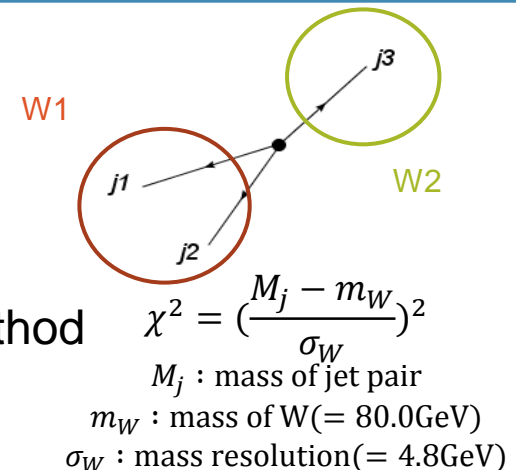 j3
W1
W2
j1
j2
thod
χ² = (M_j − m_W / σ_W)²
M_j : mass of jet pair
m_W : mass of W(= 80.0GeV)
σ_W : mass resolution(= 4.8GeV)